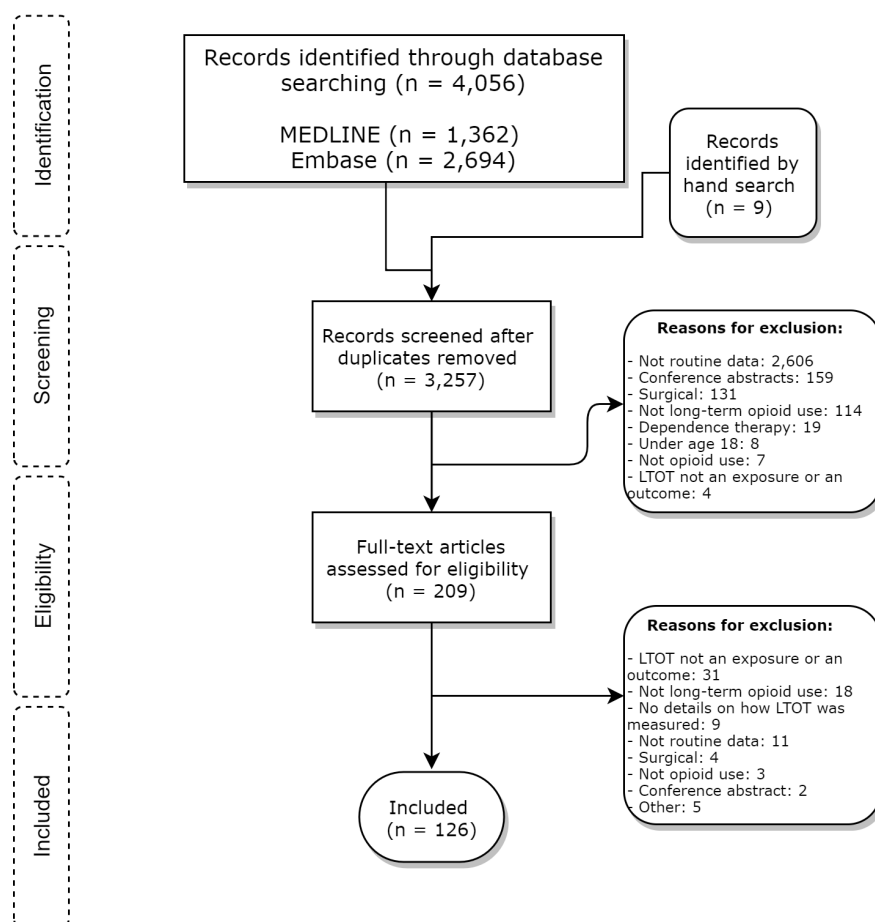 Identification
Records identified through database
searching (n = 4,056)
MEDLINE (n = 1,362)
Embase (n = 2,694)
Records
identified by
hand search
(n = 9)
Screening
Records screened after
duplicates removed
(n = 3,257)
Reasons for exclusion:
- Not routine data: 2,606
- Conference abstracts: 159
- Surgical: 131
- Not long-term opioid use: 114
- Dependence therapy: 19
- Under age 18: 8
- Not opioid use: 7
- LTOT not an exposure or an
outcome: 4
Eligibility
Full-text articles
assessed for eligibility
(n = 209)
Reasons for exclusion:
- LTOT not an exposure or an
outcome: 31
- Not long-term opioid use: 18
- No details on how LTOT was
measured: 9
- Not routine data: 11
- Surgical: 4
- Not opioid use: 3
- Conference abstract: 2
- Other: 5
Included
Included
(n = 126)